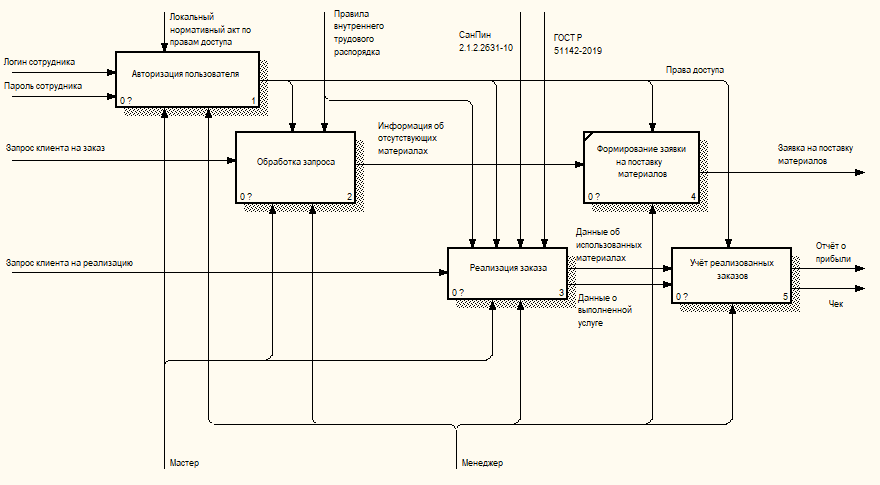 Локальный
нормативный акт по
правам доступа
Правила
внутреннего
трудового
распорядка
СанПин
2.1.2.2631-10
ГОСТ Р
51142-2019
Логин сотрудника
Пароль сотрудника
Авторизация пользователя
0 ?
1
Права доступа
Запрос клиента на заказ
Обработка запроса
0 ?
2
Информация об
отсутствующих
материалах
Формирование заявки
на поставку
материалов
0 ?
4
Заявка на поставку
материалов
Запрос клиента на реализацию
Реализация заказа
0 ?
3
Данные об
использованных
материалах
Данные о
выполненной
услуге
Учёт реализованных
заказов
0 ?
5
Отчёт о
прибыли
Чек
Мастер
Менеджер